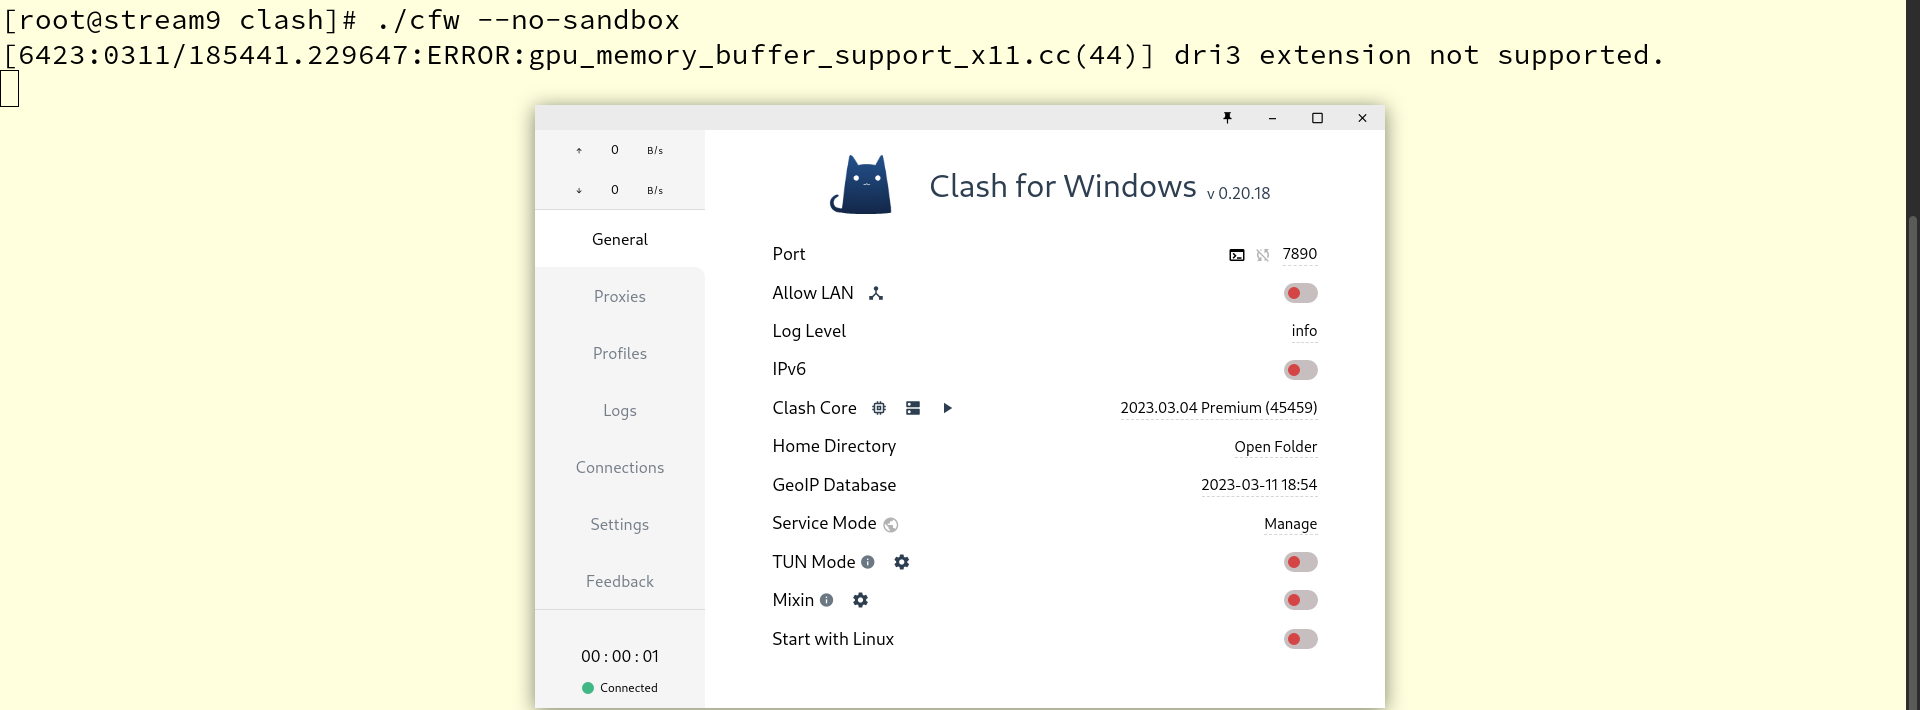 [root@stream9 clash]# ./cfw --no-sandbox
[6423:0311/185441.229647:ERROR:gpu_memory_buffer_support_x11.cc(44)] dri3 extension not supported.
↑ 0 B/s
↓ 0 B/s
General
Proxies
Profiles
Logs
Connections
Settings
Feedback
00 : 00 : 01
Connected
Clash for Windows v 0.20.18
Port 7890
Allow LAN
Log Level info
IPv6
Clash Core 2023.03.04 Premium (45459)
Home Directory Open Folder
GeoIP Database 2023-03-11 18:54
Service Mode Manage
TUN Mode
Mixin
Start with Linux